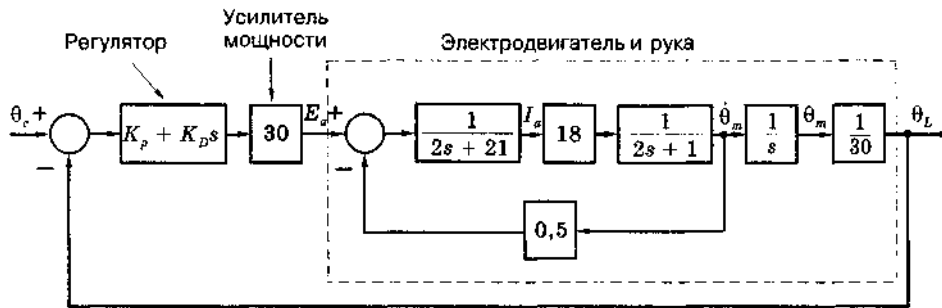 Усилитель
мощности
Регулятор
Электродвигатель и рука
θc + Kp + KDs 30 Ea + 1/(2s + 21) Ia 18 1/(2s + 1) θ̇m 1/s θm 1/30 θL
− −
0,5